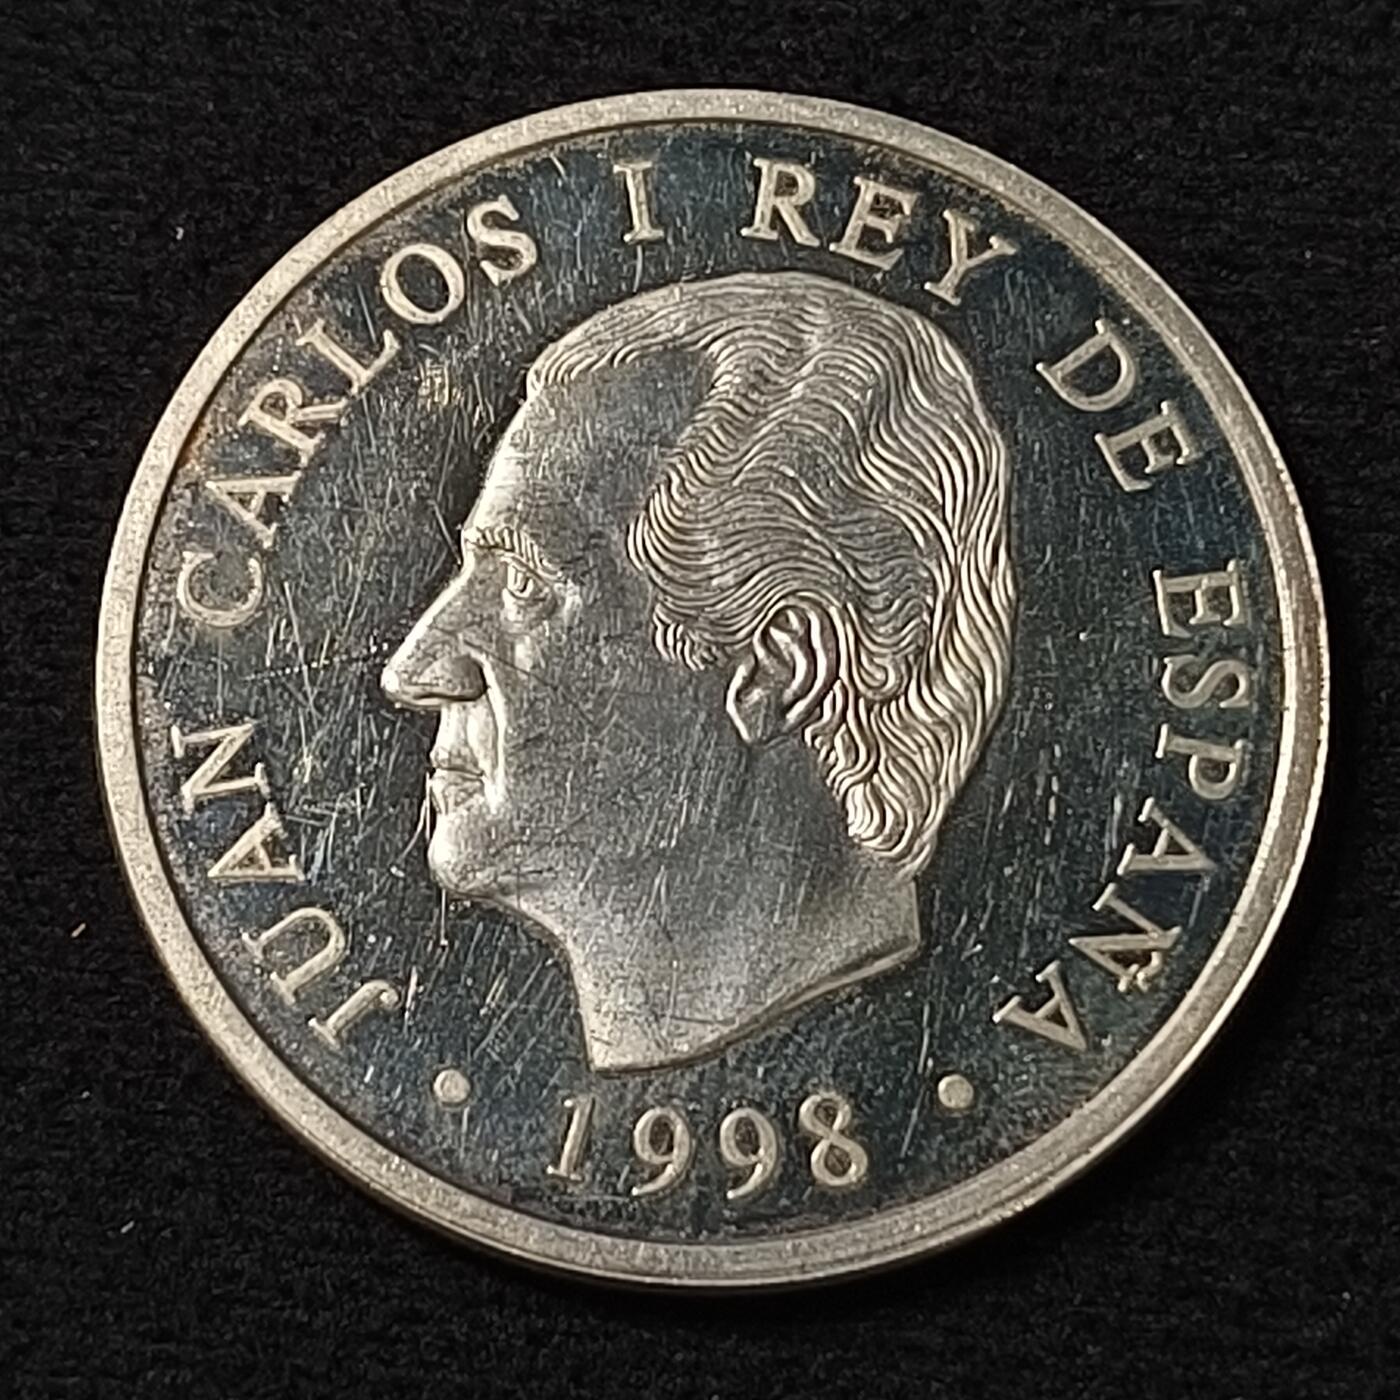 JUAN CARLOS I REY DE ESPAÑA
• 1998 •